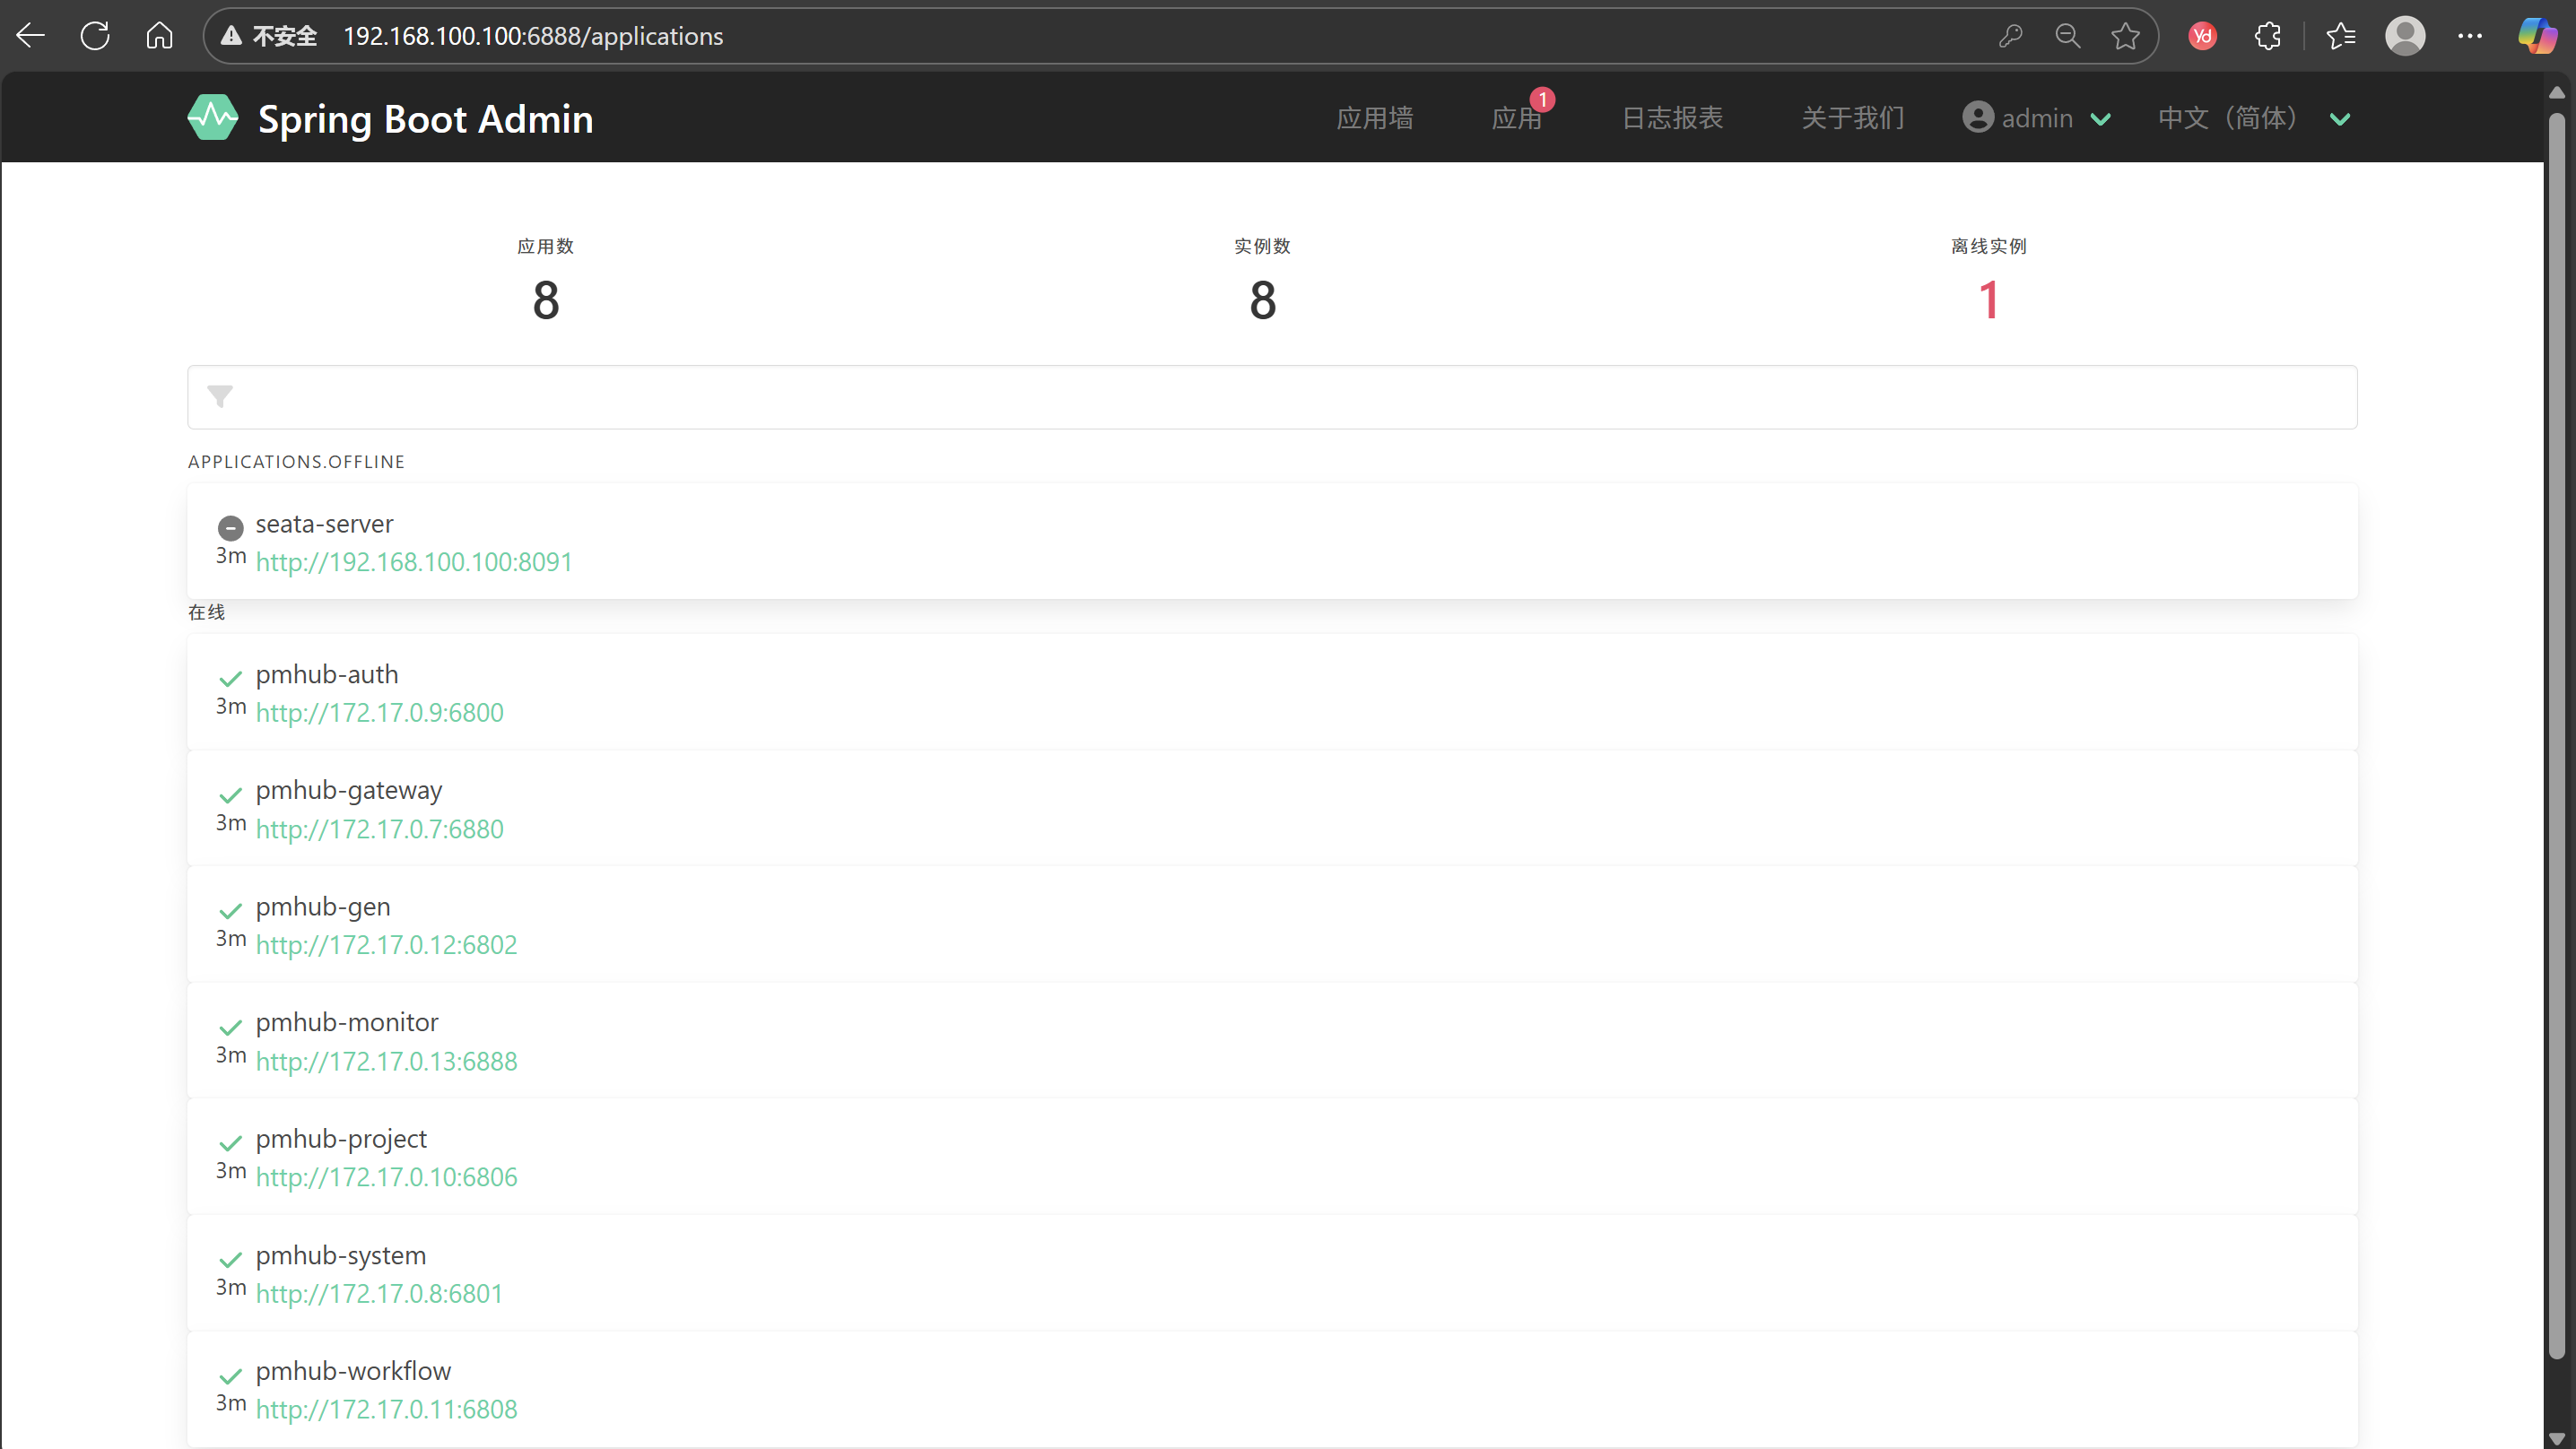 不安全 192.168.100.100:6888/applications
Yd
Spring Boot Admin
应用墙
应用
1
日志报表
关于我们
admin
中文（简体）
应用数
8
实例数
8
离线实例
1
APPLICATIONS.OFFLINE
seata-server
3m http://192.168.100.100:8091
在线
pmhub-auth
3m http://172.17.0.9:6800
pmhub-gateway
3m http://172.17.0.7:6880
pmhub-gen
3m http://172.17.0.12:6802
pmhub-monitor
3m http://172.17.0.13:6888
pmhub-project
3m http://172.17.0.10:6806
pmhub-system
3m http://172.17.0.8:6801
pmhub-workflow
3m http://172.17.0.11:6808